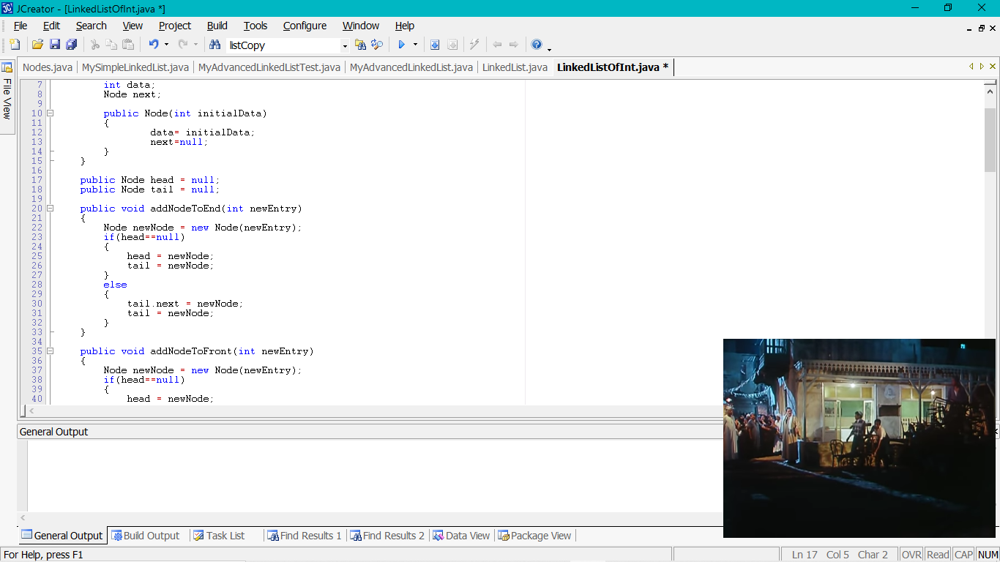 JCreator - [LinkedListOfInt.java *]
File Edit Search View Project Build Tools Configure Window Help
listCopy
Nodes.java MySimpleLinkedList.java MyAdvancedLinkedListTest.java MyAdvancedLinkedList.java LinkedList.java LinkedListOfInt.java *
File View
7 int data;
8 Node next;
9
10 public Node(int initialData)
11 {
12 data= initialData;
13 next=null;
14 }
15 }
16
17 public Node head = null;
18 public Node tail = null;
19
20 public void addNodeToEnd(int newEntry)
21 {
22 Node newNode = new Node(newEntry);
23 if(head==null)
24 {
25 head = newNode;
26 tail = newNode;
27 }
28 else
29 {
30 tail.next = newNode;
31 tail = newNode;
32 }
33 }
34
35 public void addNodeToFront(int newEntry)
36 {
37 Node newNode = new Node(newEntry);
38 if(head==null)
39 {
40 head = newNode;
General Output
General Output Build Output Task List Find Results 1 Find Results 2 Data View Package View
For Help, press F1 Ln 17 Col 5 Char 2 OVR Read CAP NUM